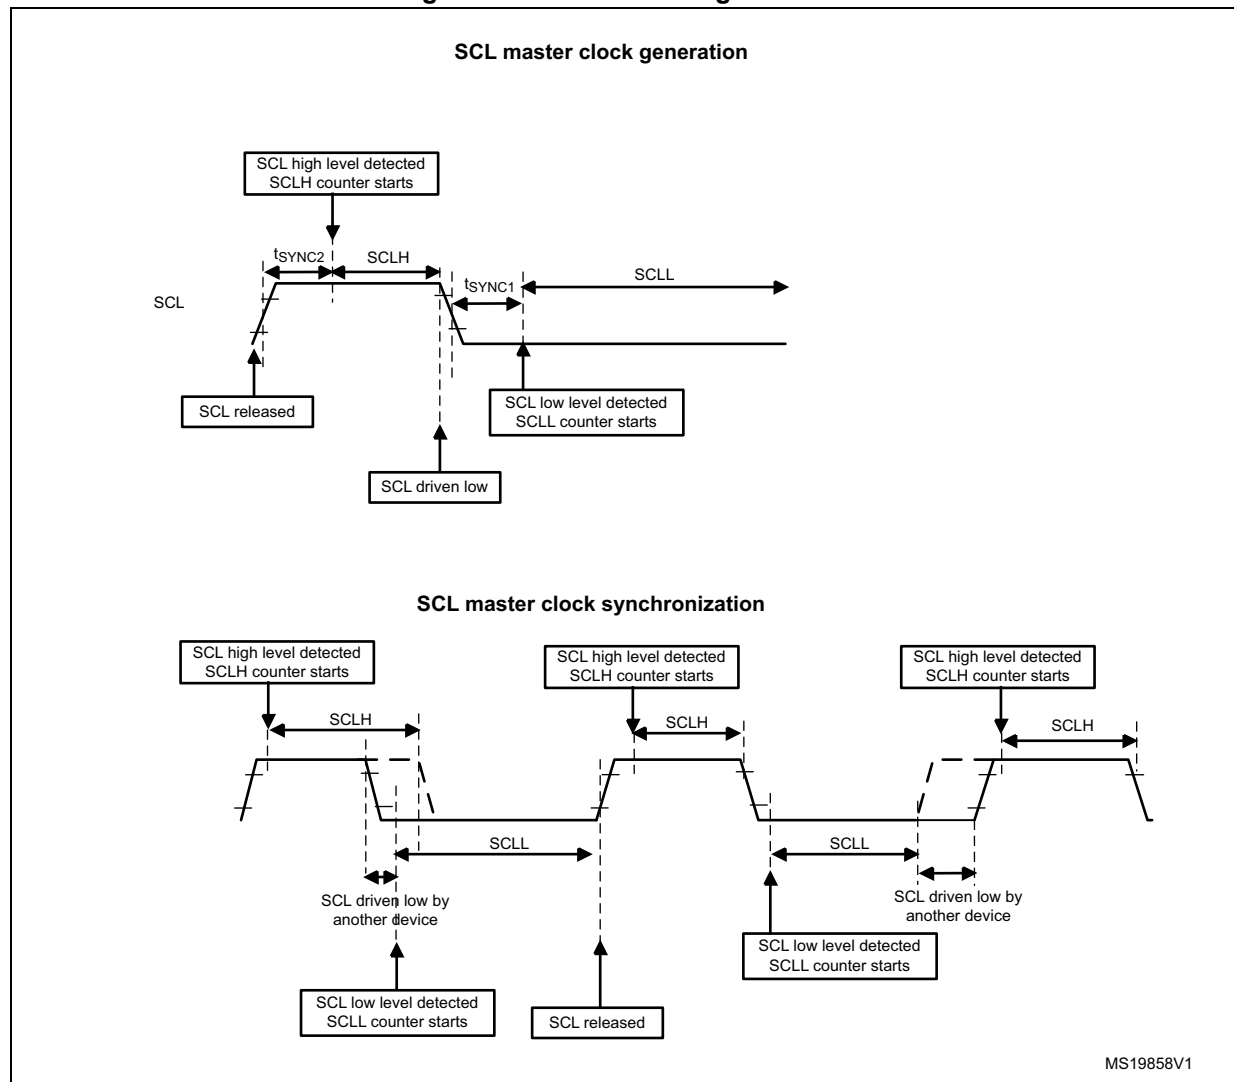 SCL master clock generation
SCL high level detected
SCLH counter starts
tSYNC2
SCLH
SCLL
tSYNC1
SCL
SCL released
SCL low level detected
SCLL counter starts
SCL driven low
SCL master clock synchronization
SCL high level detected
SCLH counter starts
SCL high level detected
SCLH counter starts
SCL high level detected
SCLH counter starts
SCLH
SCLH
SCLH
SCLL
SCLL
SCL driven low by
another device
SCL driven low by
another device
SCL low level detected
SCLL counter starts
SCL low level detected
SCLL counter starts
SCL released
MS19858V1